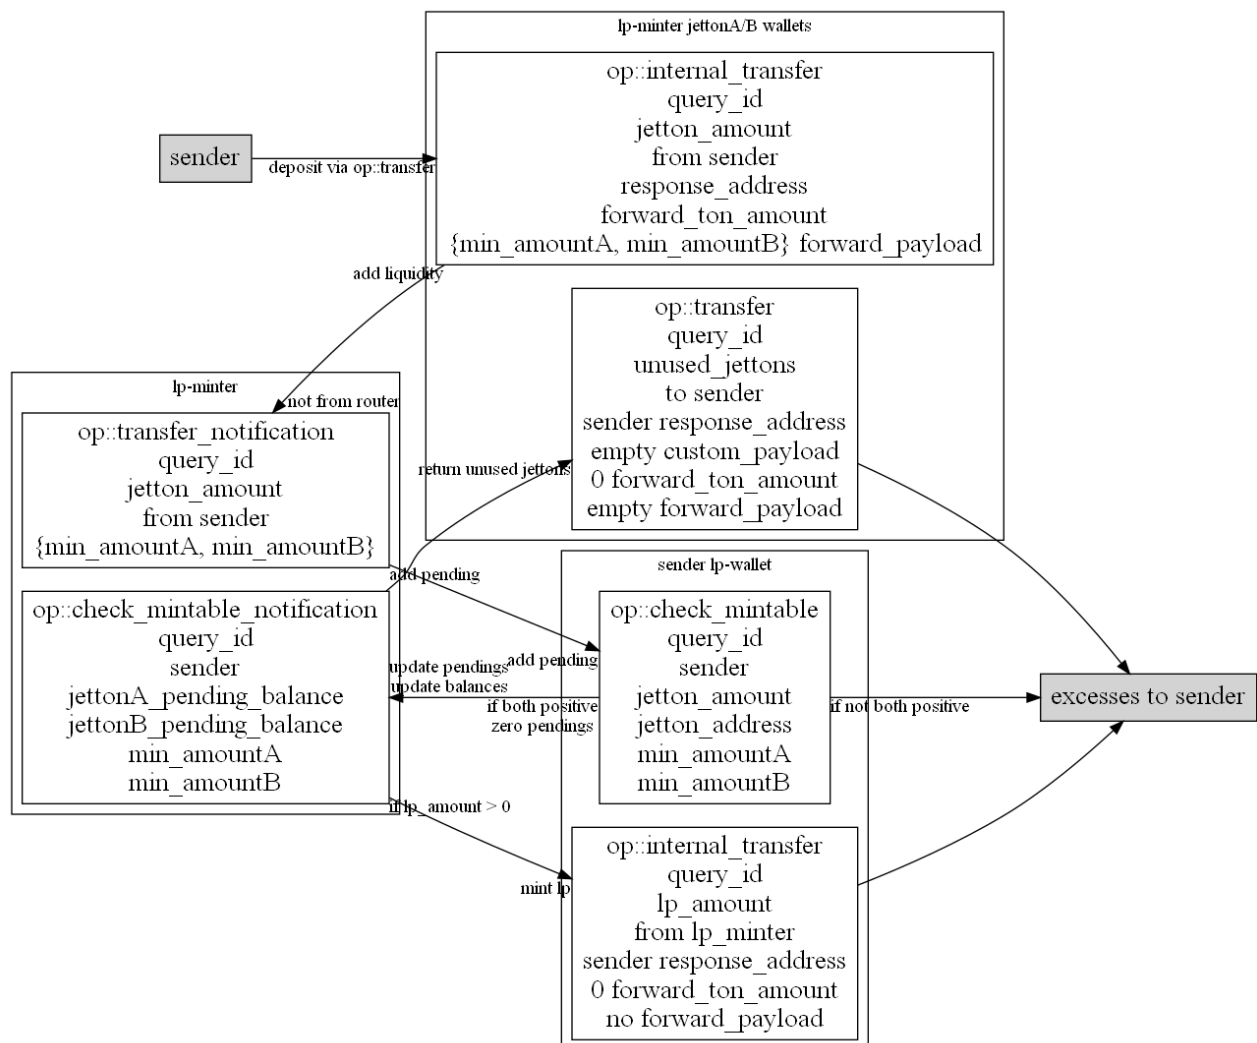 lp-minter jettonA/B wallets
op::internal_transfer
query_id
jetton_amount
from sender
response_address
forward_ton_amount
{min_amountA, min_amountB} forward_payload
sender
deposit via op::transfer
add liquidity
op::transfer
query_id
unused_jettons
to sender
sender response_address
empty custom_payload
0 forward_ton_amount
empty forward_payload
lp-minter
not from router
op::transfer_notification
query_id
jetton_amount
from sender
{min_amountA, min_amountB}
return unused jettons
add pending
op::check_mintable_notification
query_id
sender
jettonA_pending_balance
jettonB_pending_balance
min_amountA
min_amountB
sender lp-wallet
op::check_mintable
query_id
sender
jetton_amount
jetton_address
min_amountA
min_amountB
add pending
update pendings
update balances
if both positive
zero pendings
if not both positive
excesses to sender
if lp_amount > 0
mint lp
op::internal_transfer
query_id
lp_amount
from lp_minter
sender response_address
0 forward_ton_amount
no forward_payload